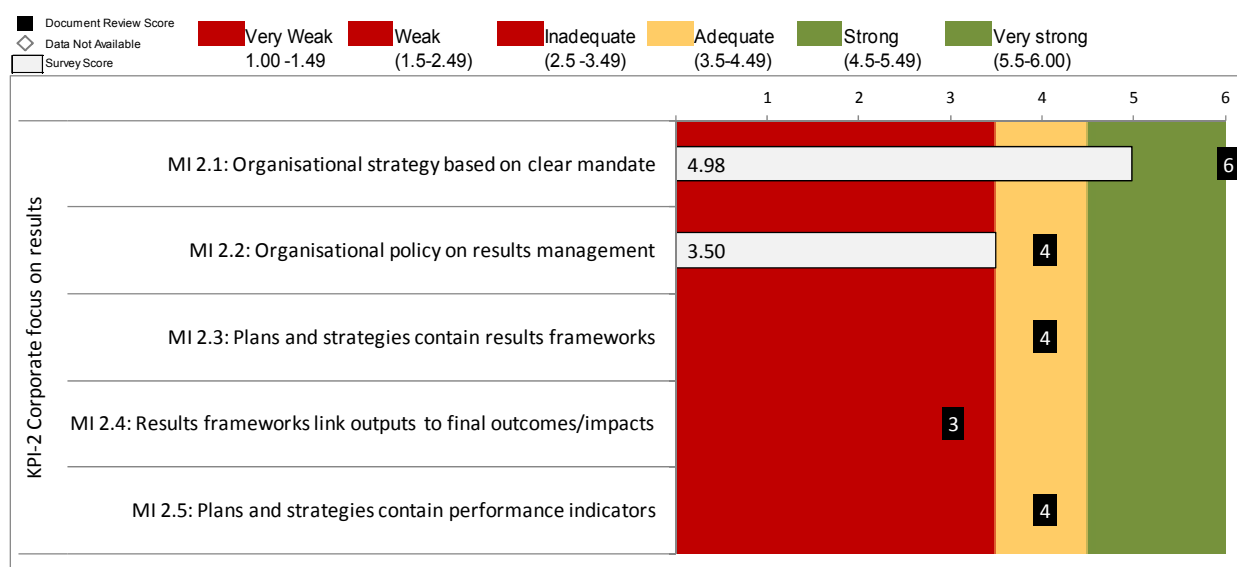 Document Review Score
Data Not Available
Survey Score
Very Weak
1.00 -1.49
Weak
(1.5-2.49)
Inadequate
(2.5 -3.49)
Adequate
(3.5-4.49)
Strong
(4.5-5.49)
Very strong
(5.5-6.00)
1 2 3 4 5 6
KPI-2 Corporate focus on results
MI 2.1: Organisational strategy based on clear mandate 4.98 6
MI 2.2: Organisational policy on results management 3.50 4
MI 2.3: Plans and strategies contain results frameworks 4
MI 2.4: Results frameworks link outputs to final outcomes/impacts 3
MI 2.5: Plans and strategies contain performance indicators 4